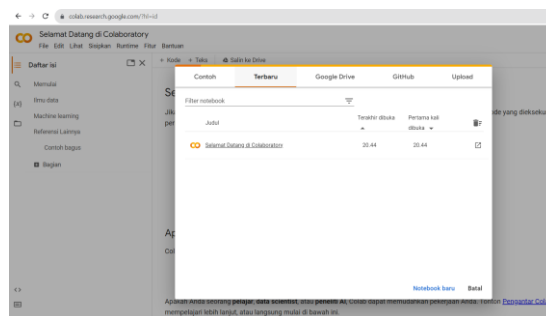 colab.research.google.com/?hl=id
CO Selamat Datang di Colaboratory
File Edit Lihat Sisipkan Runtime Fitur Bantuan
Daftar isi
+ Kode + Teks Salin ke Drive
Memulai
Ilmu data
Machine learning
Referensi Lainnya
Contoh bagus
Bagian
Contoh Terbaru Google Drive GitHub Upload
Filter notebook
Judul Terakhir dibuka Pertama kali dibuka
CO Selamat Datang di Colaboratory 20.44 20.44
Notebook baru Batal
Apakah Anda seorang pelajar, data scientist, atau peneliti AI, Colab dapat memudahkan pekerjaan Anda. Tonton Pengantar Col
mempelajari lebih lanjut, atau langsung mulai di bawah ini.